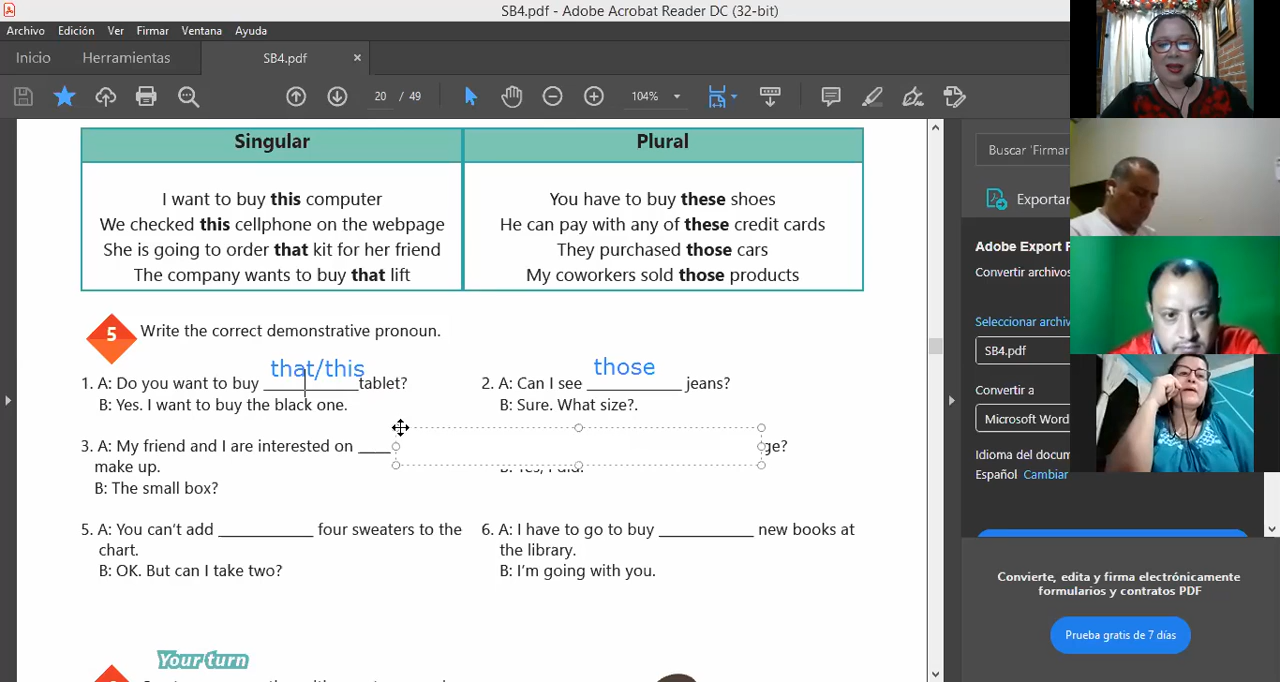 SB4.pdf - Adobe Acrobat Reader DC (32-bit)
Archivo Edición Ver Firmar Ventana Ayuda
Inicio Herramientas SB4.pdf ×
20 / 49 104%
Singular Plural
I want to buy this computer
We checked this cellphone on the webpage
She is going to order that kit for her friend
The company wants to buy that lift
You have to buy these shoes
He can pay with any of these credit cards
They purchased those cars
My coworkers sold those products
5 Write the correct demonstrative pronoun.
that/this
1. A: Do you want to buy __________tablet?
B: Yes. I want to buy the black one.
those
2. A: Can I see __________ jeans?
B: Sure. What size?.
3. A: My friend and I are interested on ____
make up.
B: The small box?
ge?
B: Yes, I did.
5. A: You can't add __________ four sweaters to the
chart.
B: OK. But can I take two?
6. A: I have to go to buy __________ new books at
the library.
B: I'm going with you.
Your turn
Buscar 'Firmar
Exportar
Adobe Export P
Convertir archivos
Seleccionar archiv
SB4.pdf
Convertir a
Microsoft Word
Idioma del docum
Español Cambiar
Convierte, edita y firma electrónicamente
formularios y contratos PDF
Prueba gratis de 7 días